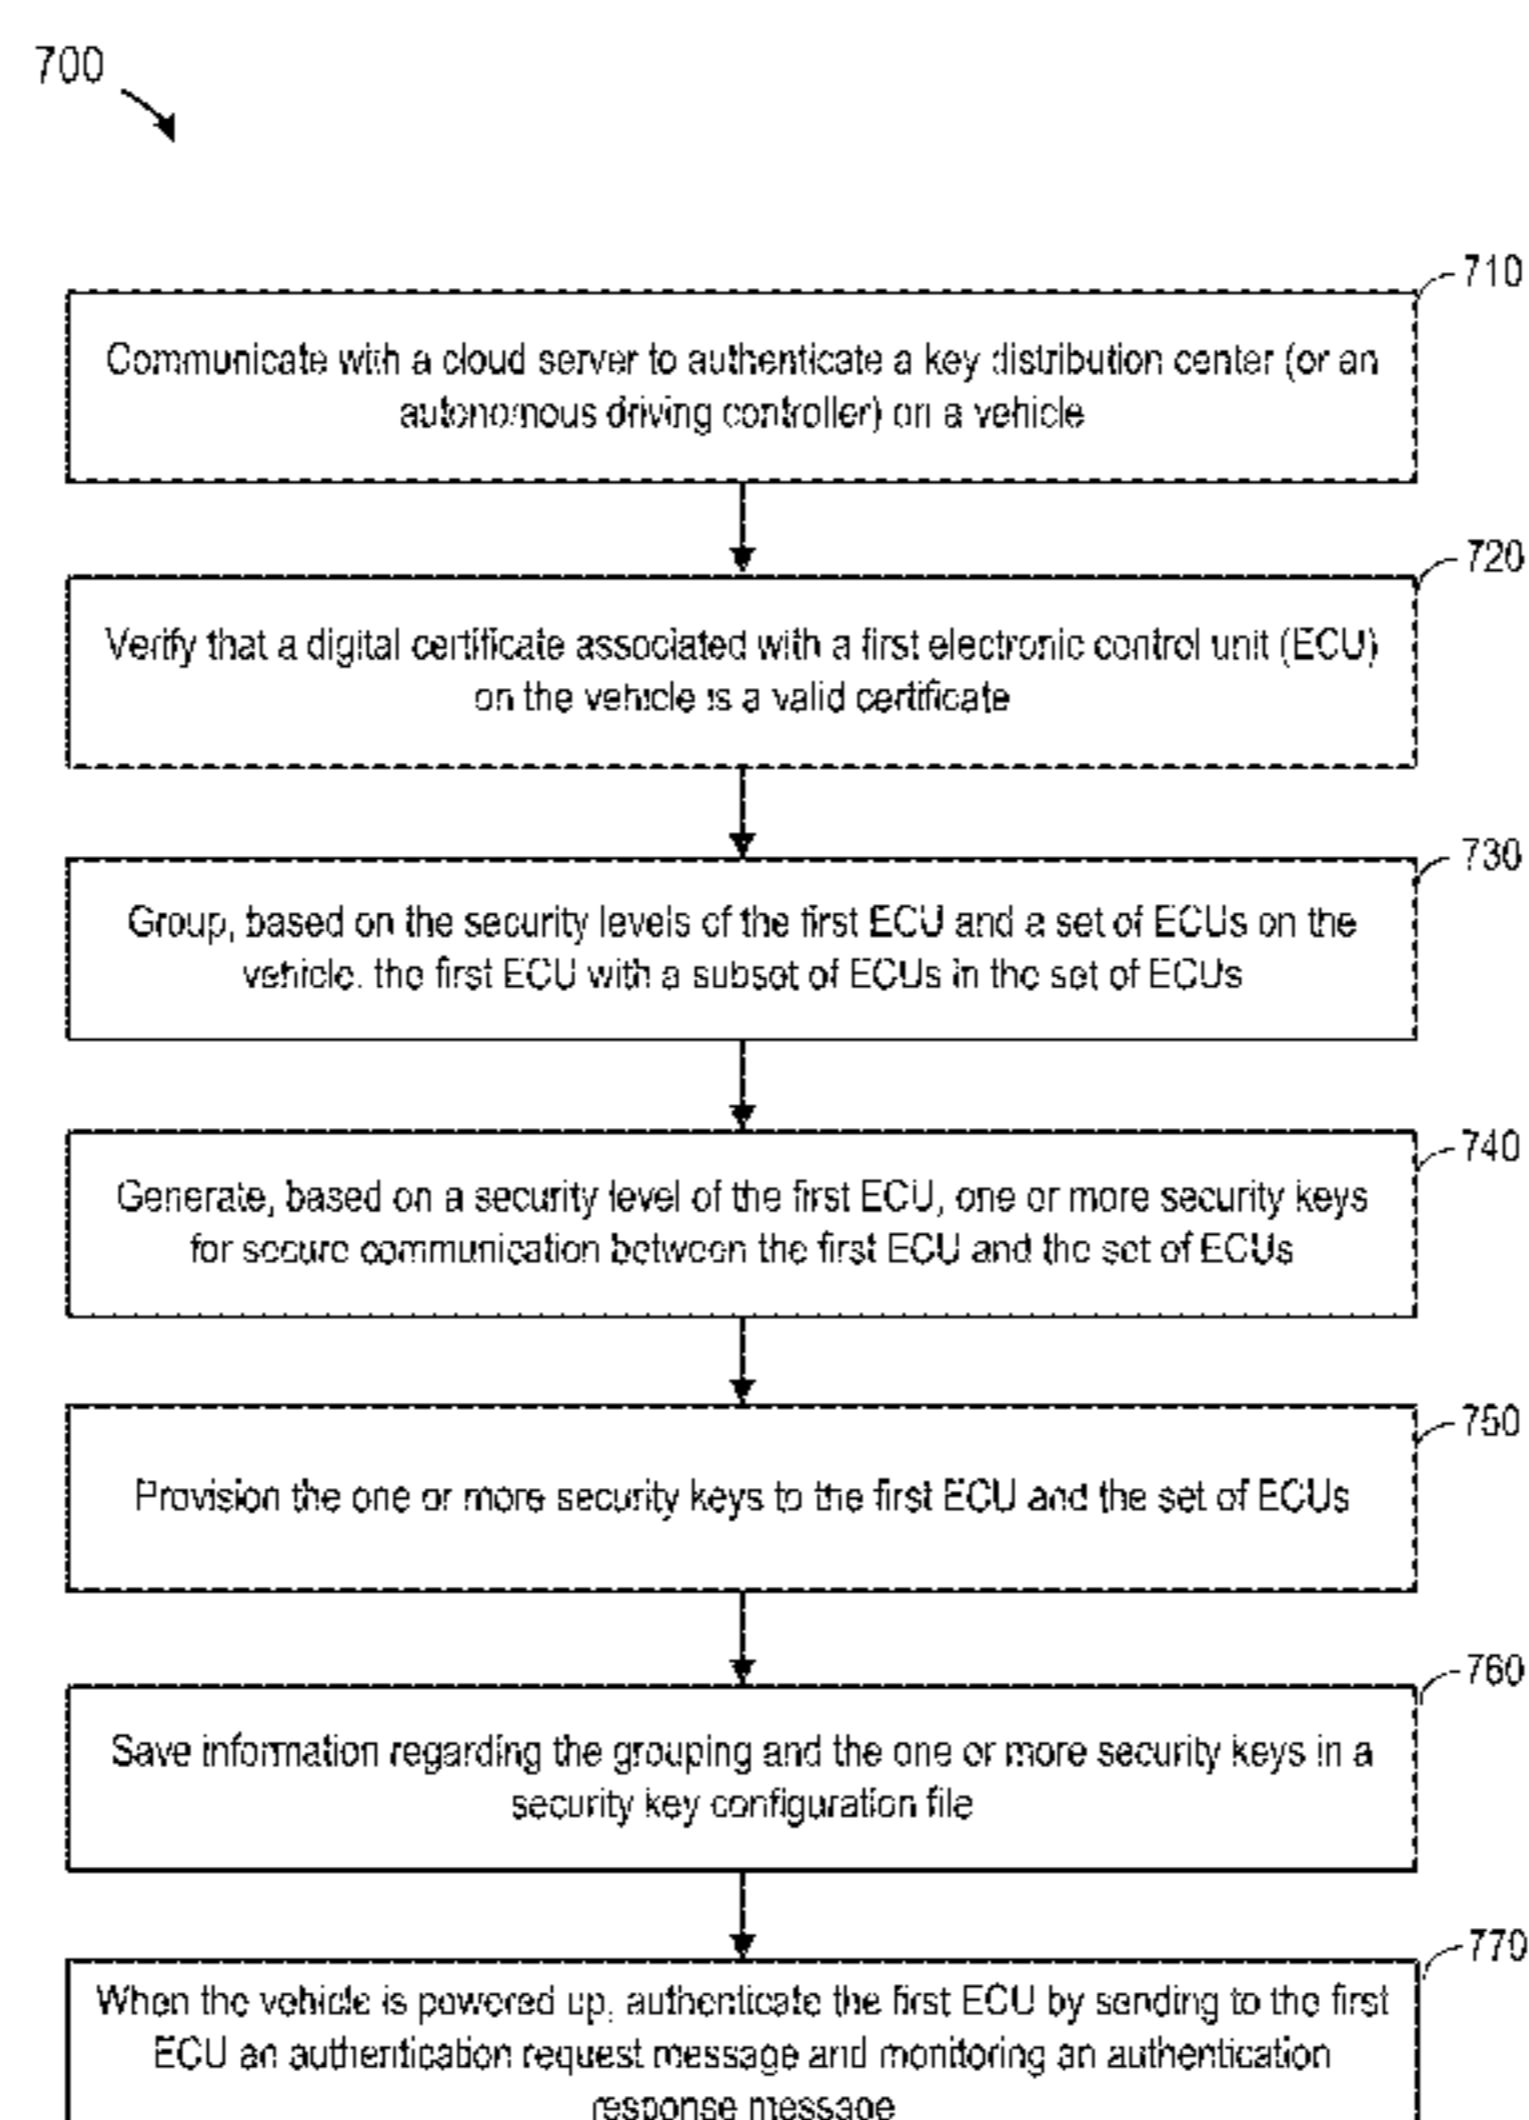 700
710
Communicate with a cloud server to authenticate a key distribution center (or an
autonomous driving controller) on a vehicle
720
Verify that a digital certificate associated with a first electronic control unit (ECU)
on the vehicle is a valid certificate
730
Group, based on the security levels of the first ECU and a set of ECUs on the
vehicle, the first ECU with a subset of ECUs in the set of ECUs
740
Generate, based on a security level of the first ECU, one or more security keys
for secure communication between the first ECU and the set of ECUs
750
Provision the one or more security keys to the first ECU and the set of ECUs
760
Save information regarding the grouping and the one or more security keys in a
security key configuration file
770
When the vehicle is powered up, authenticate the first ECU by sending to the first
ECU an authentication request message and monitoring an authentication
response message